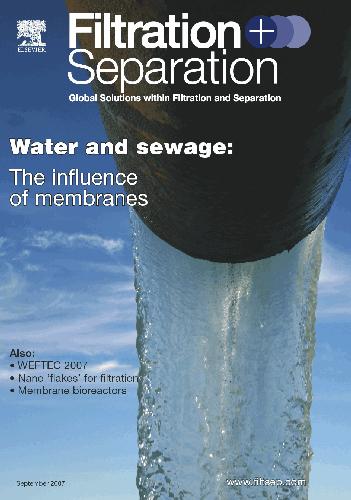 ELSEVIER
Filtration+
Separation
Global Solutions within Filtration and Separation
Water and sewage:
The influence
of membranes
Also:
• WEFTEC 2007
• Nano 'flakes' for filtration
• Membrane bioreactors
September 2007
www.filtsep.com